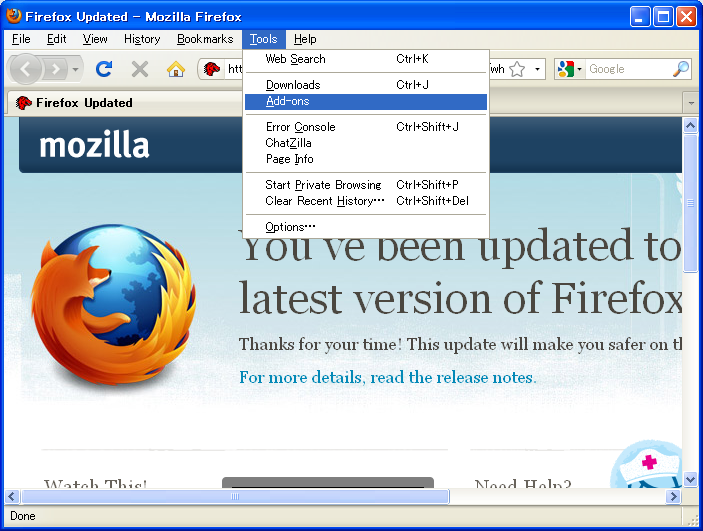 Firefox Updated - Mozilla Firefox
File Edit View History Bookmarks Tools Help
Web Search Ctrl+K
Downloads Ctrl+J
Add-ons
Error Console Ctrl+Shift+J
ChatZilla
Page Info
Start Private Browsing Ctrl+Shift+P
Clear Recent History... Ctrl+Shift+Del
Options...
Google
Firefox Updated
mozilla
You've been updated to
latest version of Firefox
Thanks for your time! This update will make you safer on
For more details, read the release notes.
Watch This! Need Help?
Done